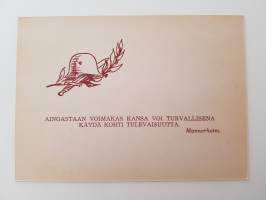 AINOASTAAN VOIMAKAS KANSA VOI TURVALLISENA
KÄYDÄ KOHTI TULEVAISUUTTA.
Mannerheim.